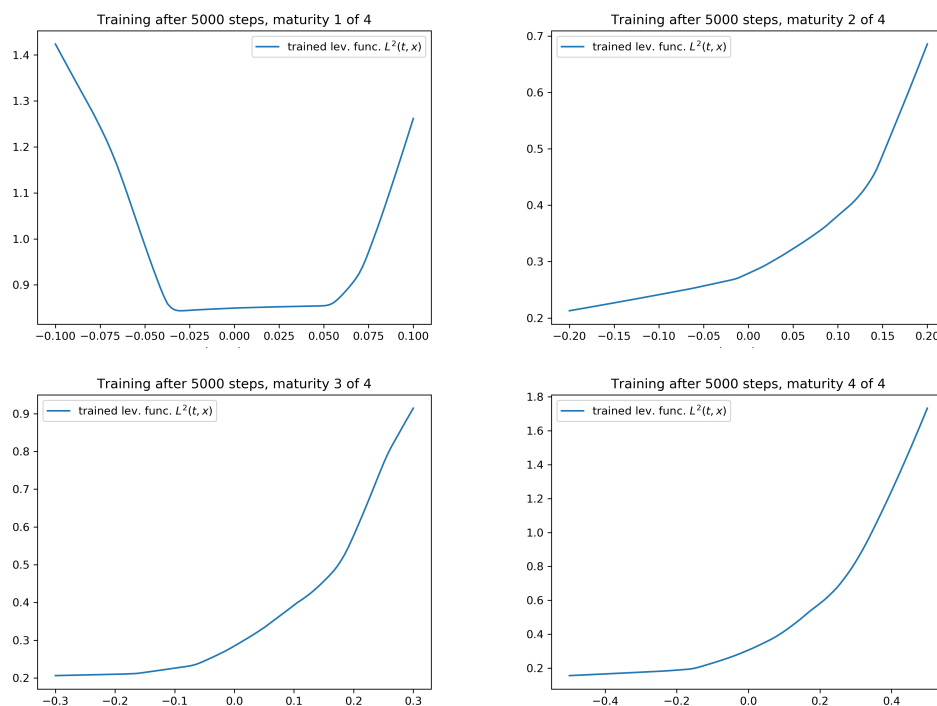 Training after 5000 steps, maturity 1 of 4
trained lev. func. L²(t, x)
1.4
1.3
1.2
1.1
1.0
0.9
−0.100 −0.075 −0.050 −0.025 0.000 0.025 0.050 0.075 0.100
Training after 5000 steps, maturity 2 of 4
trained lev. func. L²(t, x)
0.7
0.6
0.5
0.4
0.3
0.2
−0.20 −0.15 −0.10 −0.05 0.00 0.05 0.10 0.15 0.20
Training after 5000 steps, maturity 3 of 4
trained lev. func. L²(t, x)
0.9
0.8
0.7
0.6
0.5
0.4
0.3
0.2
−0.3 −0.2 −0.1 0.0 0.1 0.2 0.3
Training after 5000 steps, maturity 4 of 4
trained lev. func. L²(t, x)
1.8
1.6
1.4
1.2
1.0
0.8
0.6
0.4
0.2
−0.4 −0.2 0.0 0.2 0.4